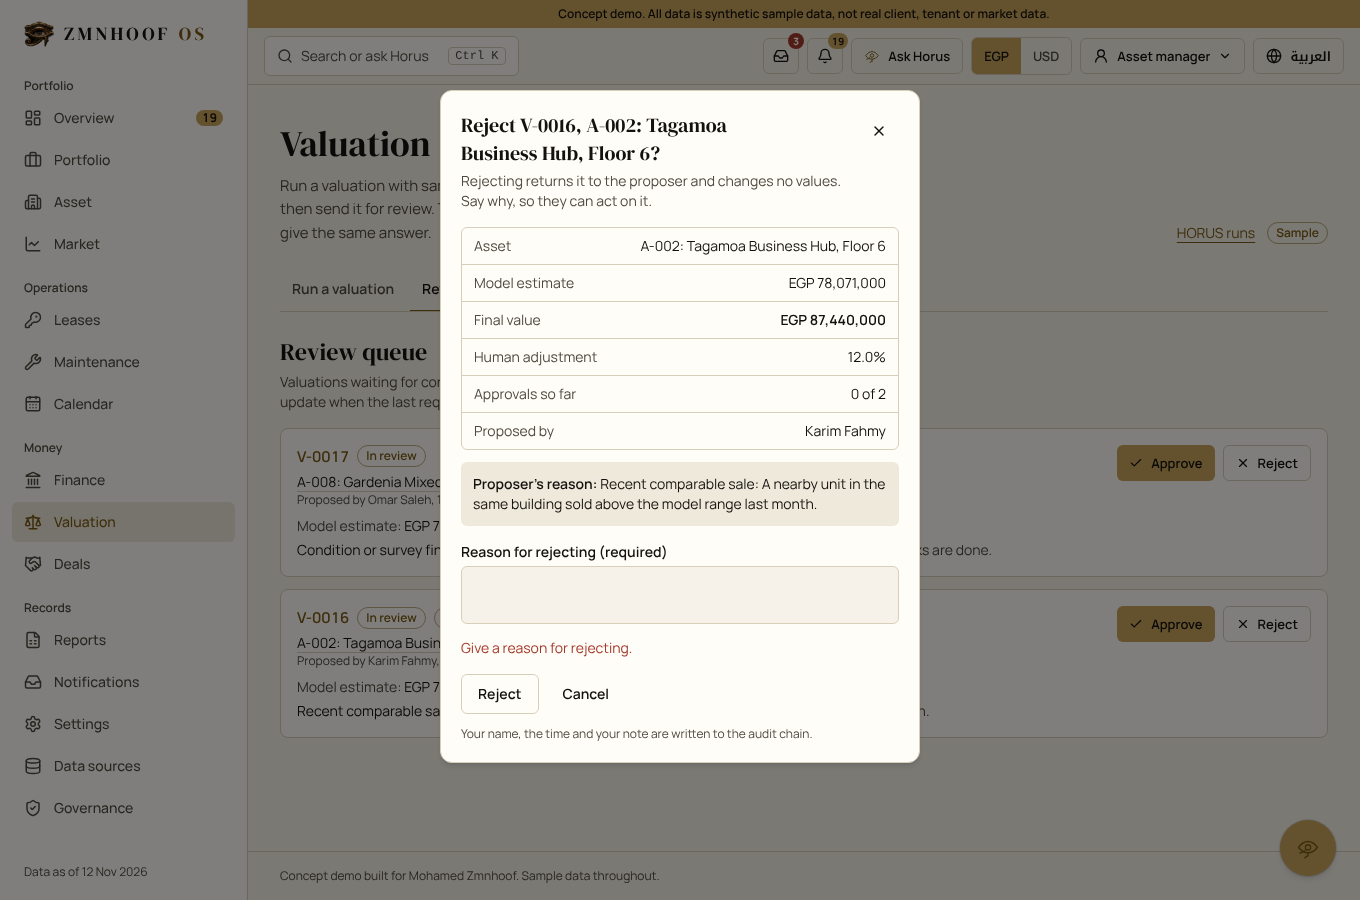 Concept demo. All data is synthetic sample data, not real client, tenant or market data.
ZMNHOOF OS
Search or ask Horus
Ctrl K
3
19
Ask Horus
EGP
USD
Asset manager
العربية
Portfolio
Overview
19
Portfolio
Asset
Market
Operations
Leases
Maintenance
Calendar
Money
Finance
Valuation
Deals
Records
Reports
Notifications
Settings
Data sources
Governance
Data as of 12 Nov 2026
Valuation
Run a valuation with
then send it for review.
give the same answer.
HORUS runs
Sample
Run a valuation
Review queue
Valuations waiting for
update when the last
V-0017
In review
A-008: Gardenia
Proposed by Omar Saleh,
Model estimate: EGP
Condition or survey
are done.
Approve
Reject
V-0016
In review
A-002: Tagamoa
Proposed by Karim Fahmy,
Model estimate: EGP
Recent comparable
Approve
Reject
Reject V-0016, A-002: Tagamoa
Business Hub, Floor 6?
Rejecting returns it to the proposer and changes no values.
Say why, so they can act on it.
Asset
A-002: Tagamoa Business Hub, Floor 6
Model estimate
EGP 78,071,000
Final value
EGP 87,440,000
Human adjustment
12.0%
Approvals so far
0 of 2
Proposed by
Karim Fahmy
Proposer's reason: Recent comparable sale: A nearby unit in the
same building sold above the model range last month.
Reason for rejecting (required)
Give a reason for rejecting.
Reject
Cancel
Your name, the time and your note are written to the audit chain.
Concept demo built for Mohamed Zmnhoof. Sample data throughout.